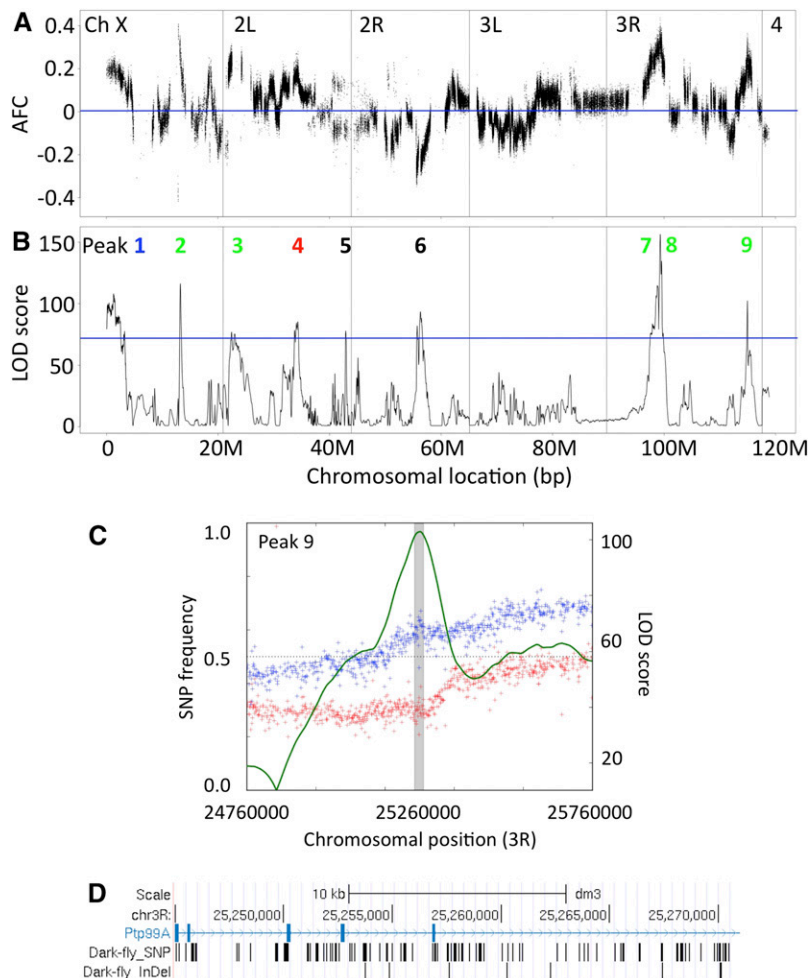 A
Ch X 2L 2R 3L 3R 4
AFC
0.4
0.2
0
-0.2
-0.4
B
Peak 1 2 3 4 5 6 7 8 9
LOD score
150
100
50
0
0 20M 40M 60M 80M 100M 120M
Chromosomal location (bp)
C
Peak 9
SNP frequency
1.0
0.5
0.0
LOD score
100
60
20
24760000 25260000 25760000
Chromosomal position (3R)
D
Scale 10 kb dm3
chr3R: 25,250,000 25,255,000 25,260,000 25,265,000 25,270,000
Ptp99A
Dark-fly_SNP
Dark-fly_InDel